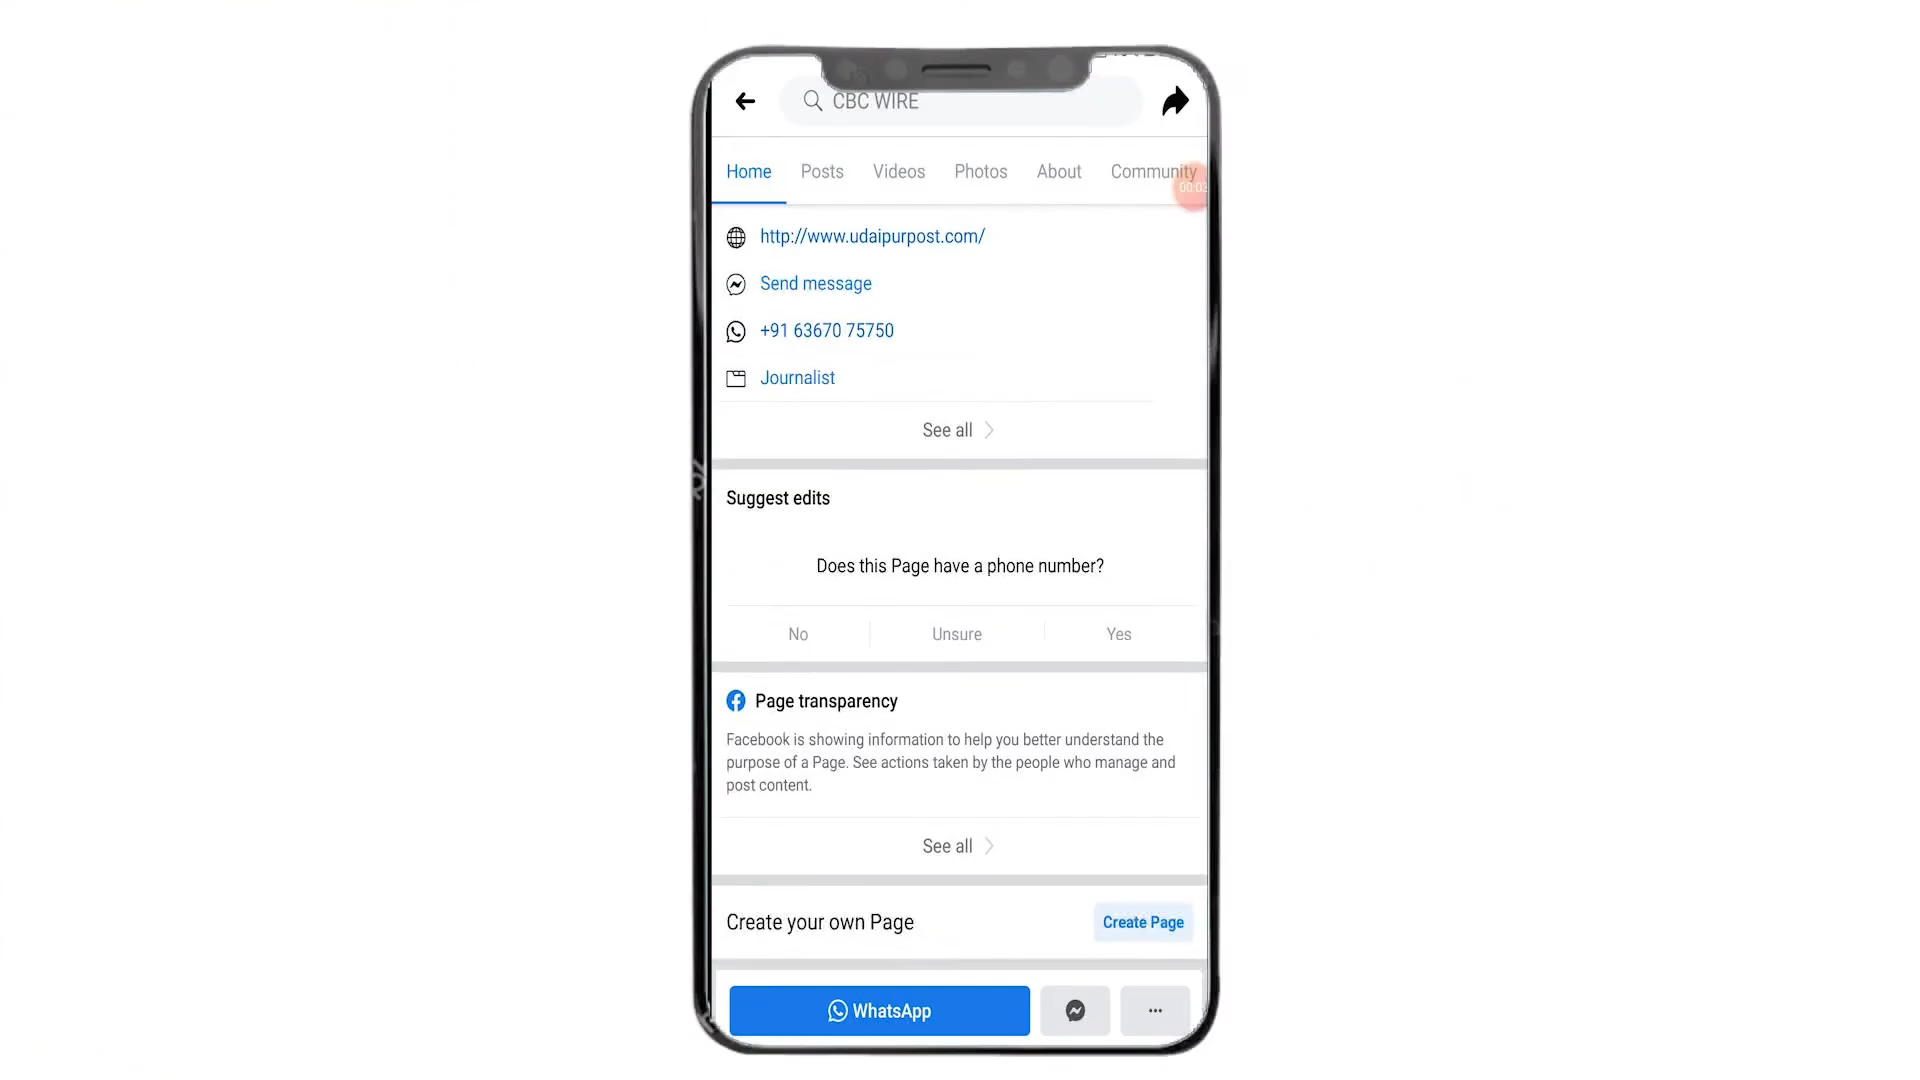 CBC WIRE
Home Posts Videos Photos About Community
00:03
http://www.udaipurpost.com/
Send message
+91 63670 75750
Journalist
See all
Suggest edits
Does this Page have a phone number?
No Unsure Yes
Page transparency
Facebook is showing information to help you better understand the
purpose of a Page. See actions taken by the people who manage and
post content.
See all
Create your own Page Create Page
WhatsApp